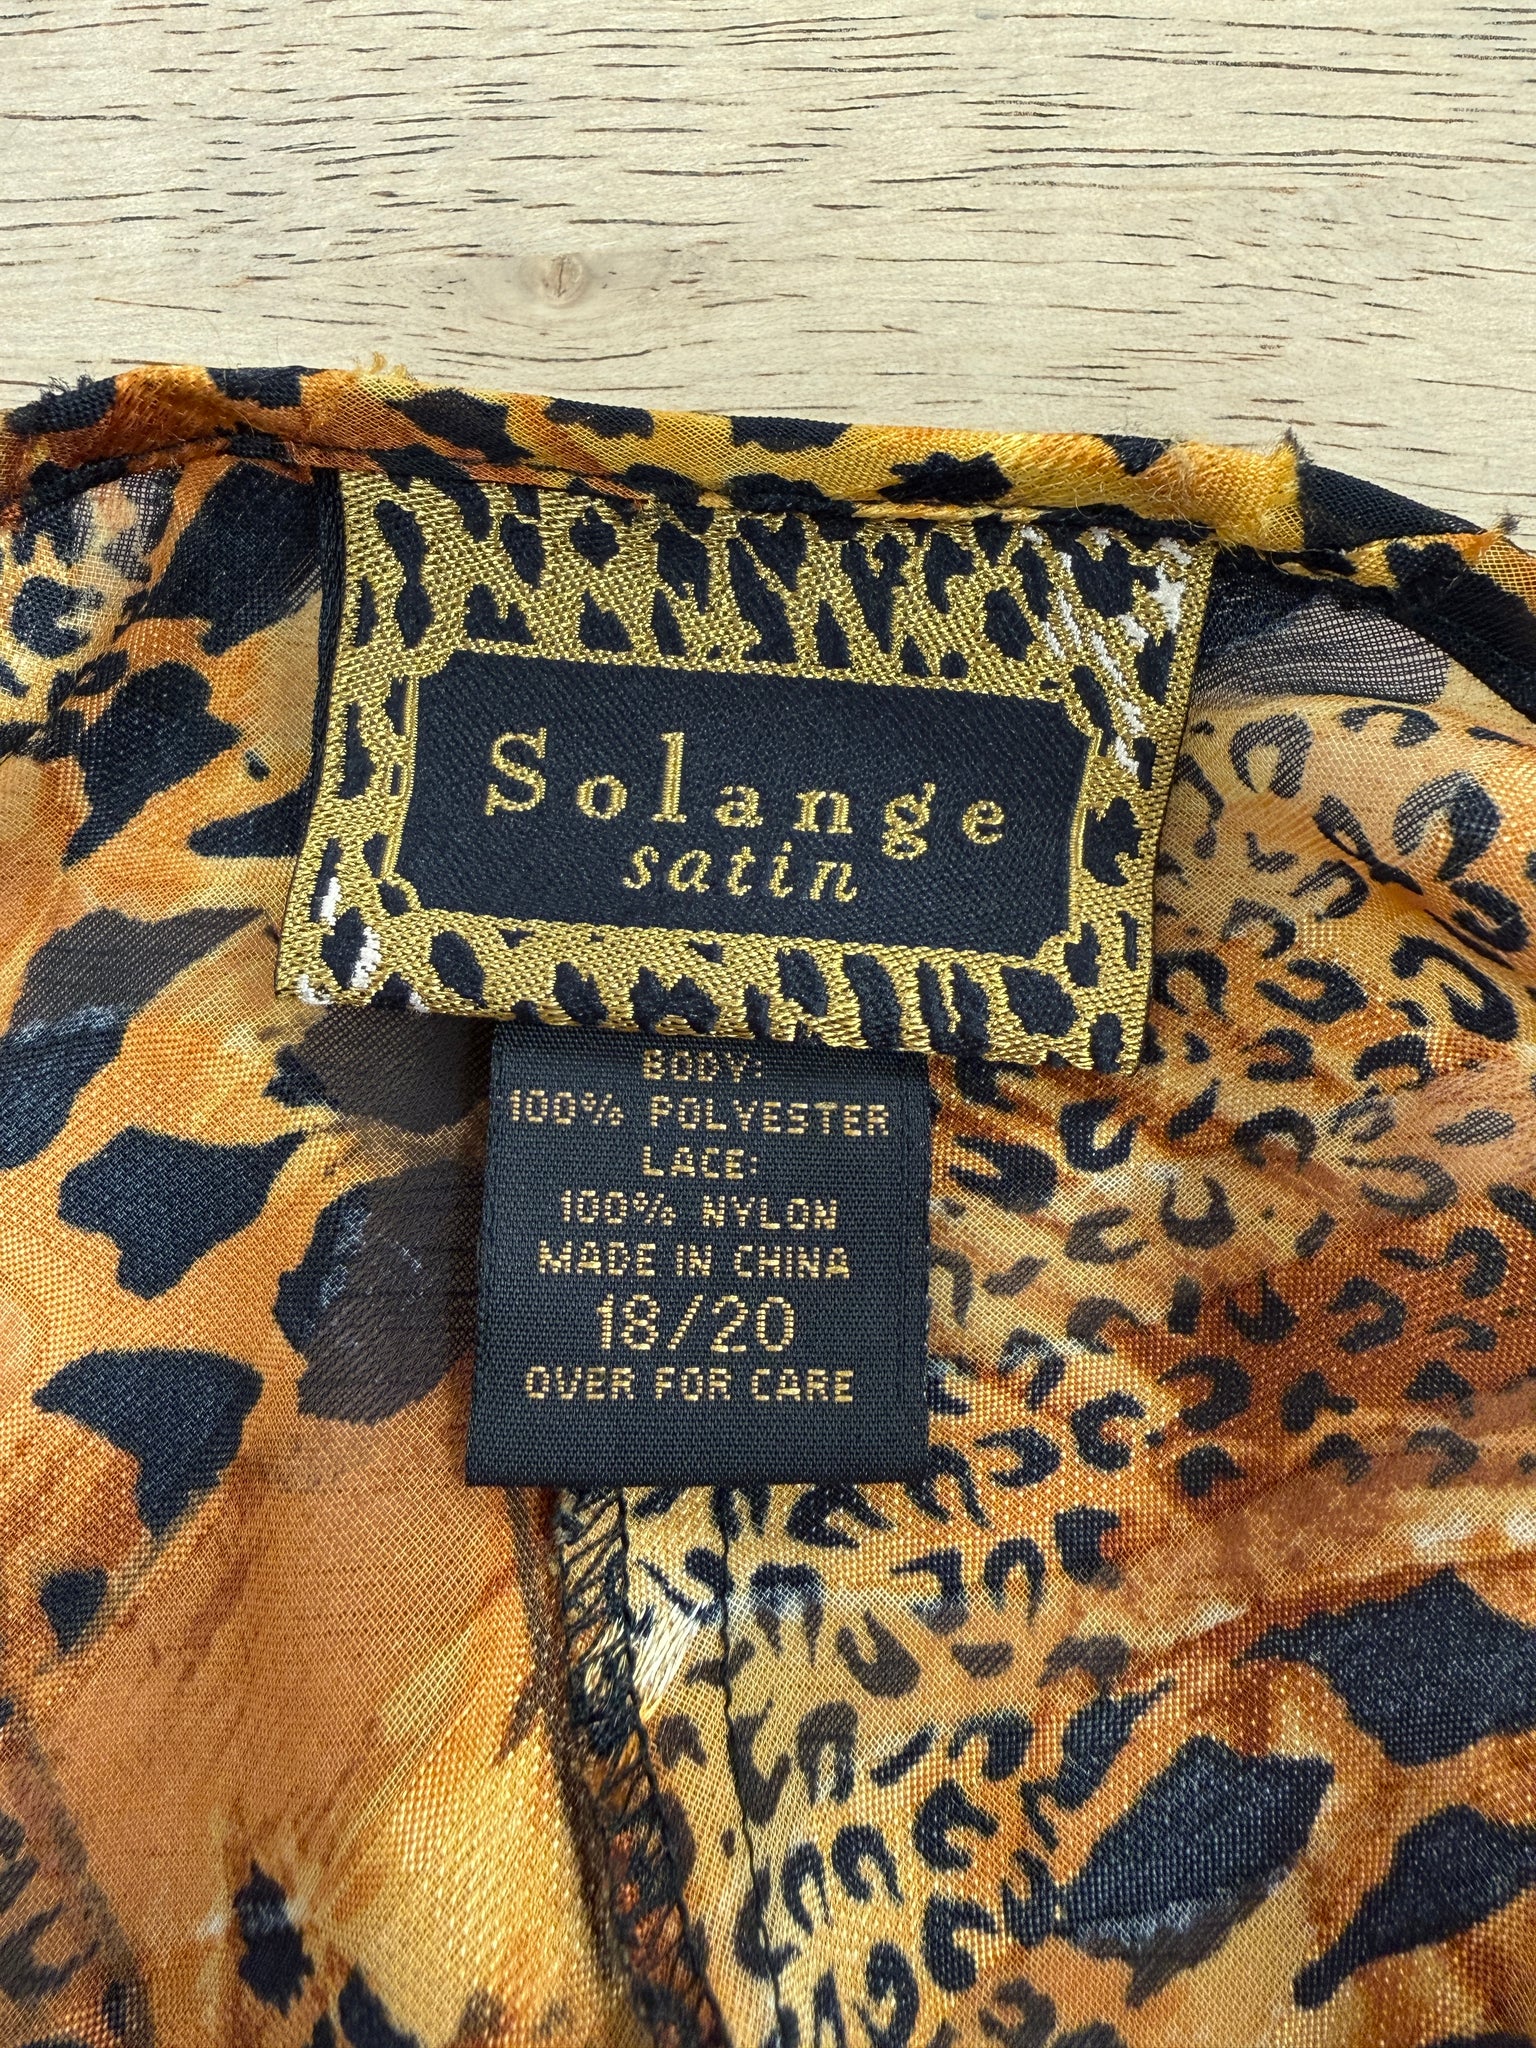 Solange
satin
BODY:
100% POLYESTER
LACE:
100% NYLON
MADE IN CHINA
18/20
OVER FOR CARE